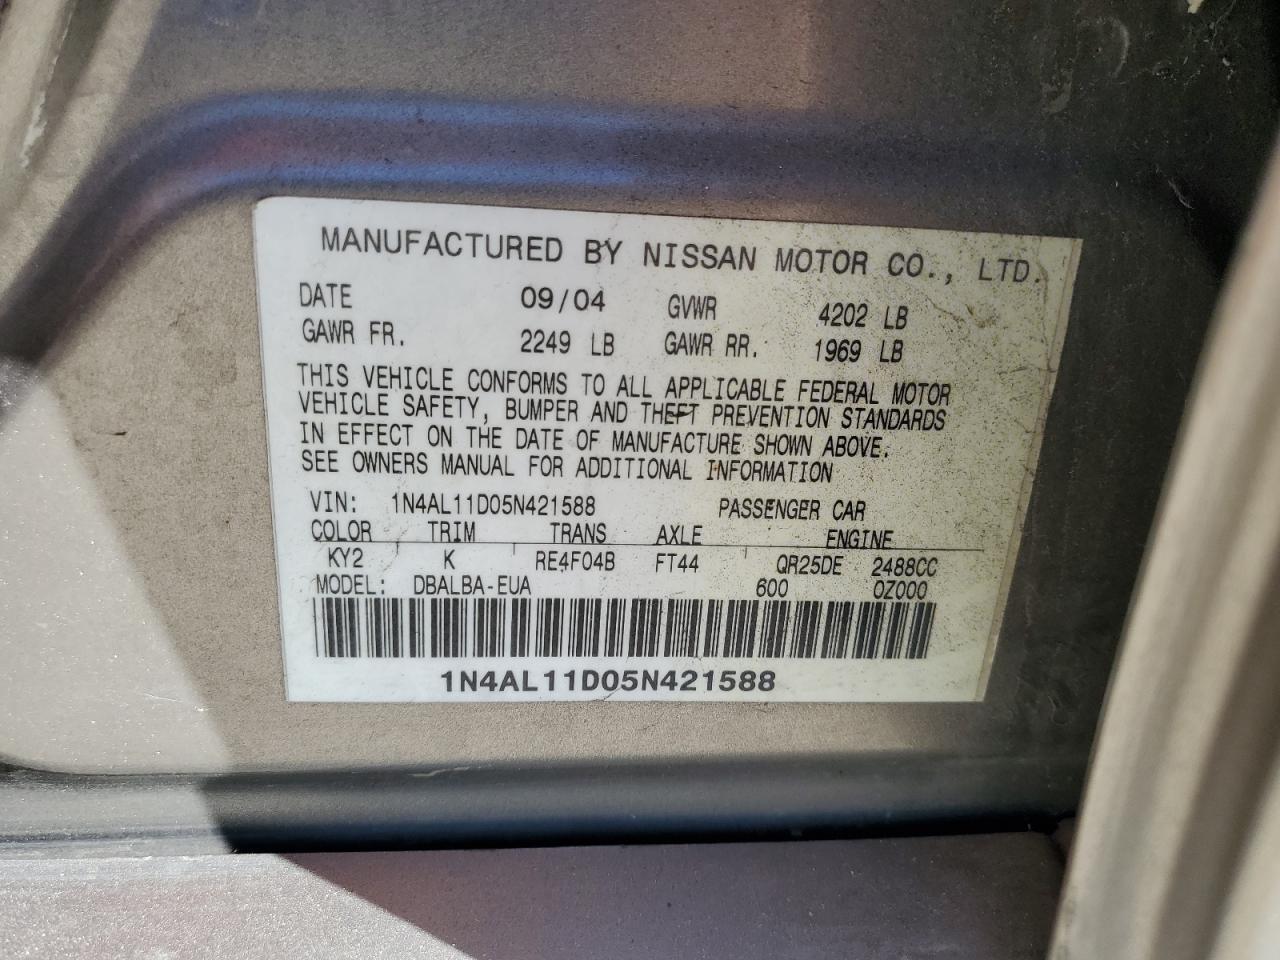 MANUFACTURED BY NISSAN MOTOR CO., LTD.
DATE 09/04 GVWR 4202 LB
GAWR FR. 2249 LB GAWR RR. 1969 LB
THIS VEHICLE CONFORMS TO ALL APPLICABLE FEDERAL MOTOR
VEHICLE SAFETY, BUMPER AND THEFT PREVENTION STANDARDS
IN EFFECT ON THE DATE OF MANUFACTURE SHOWN ABOVE.
SEE OWNERS MANUAL FOR ADDITIONAL INFORMATION
VIN: 1N4AL11D05N421588 PASSENGER CAR
COLOR TRIM TRANS AXLE ENGINE
KY2 K RE4F04B FT44 QR25DE 2488CC
MODEL: DBALBA-EUA 600 0Z000
1N4AL11D05N421588